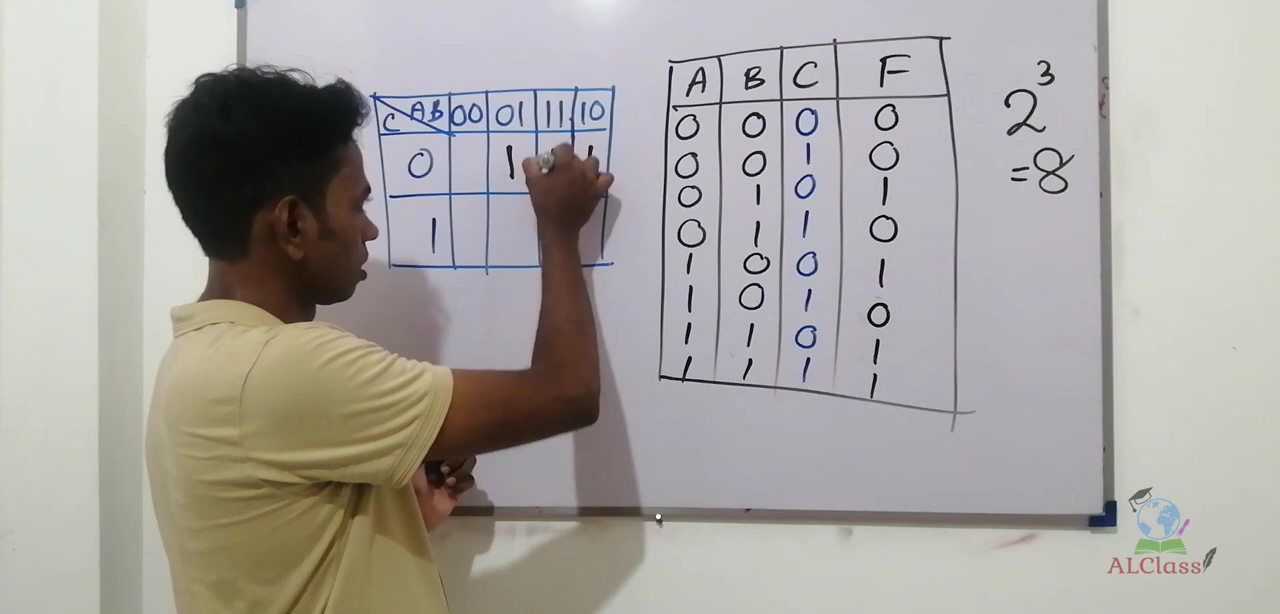 C AB 00 01 11 10
0 1 1
1
A B C F
0 0 0 0
0 0 1 0
0 1 0 1
0 1 1 0
1 0 0 1
1 0 1 0
1 1 0 1
1 1 1 1
2³
=8
ALClass